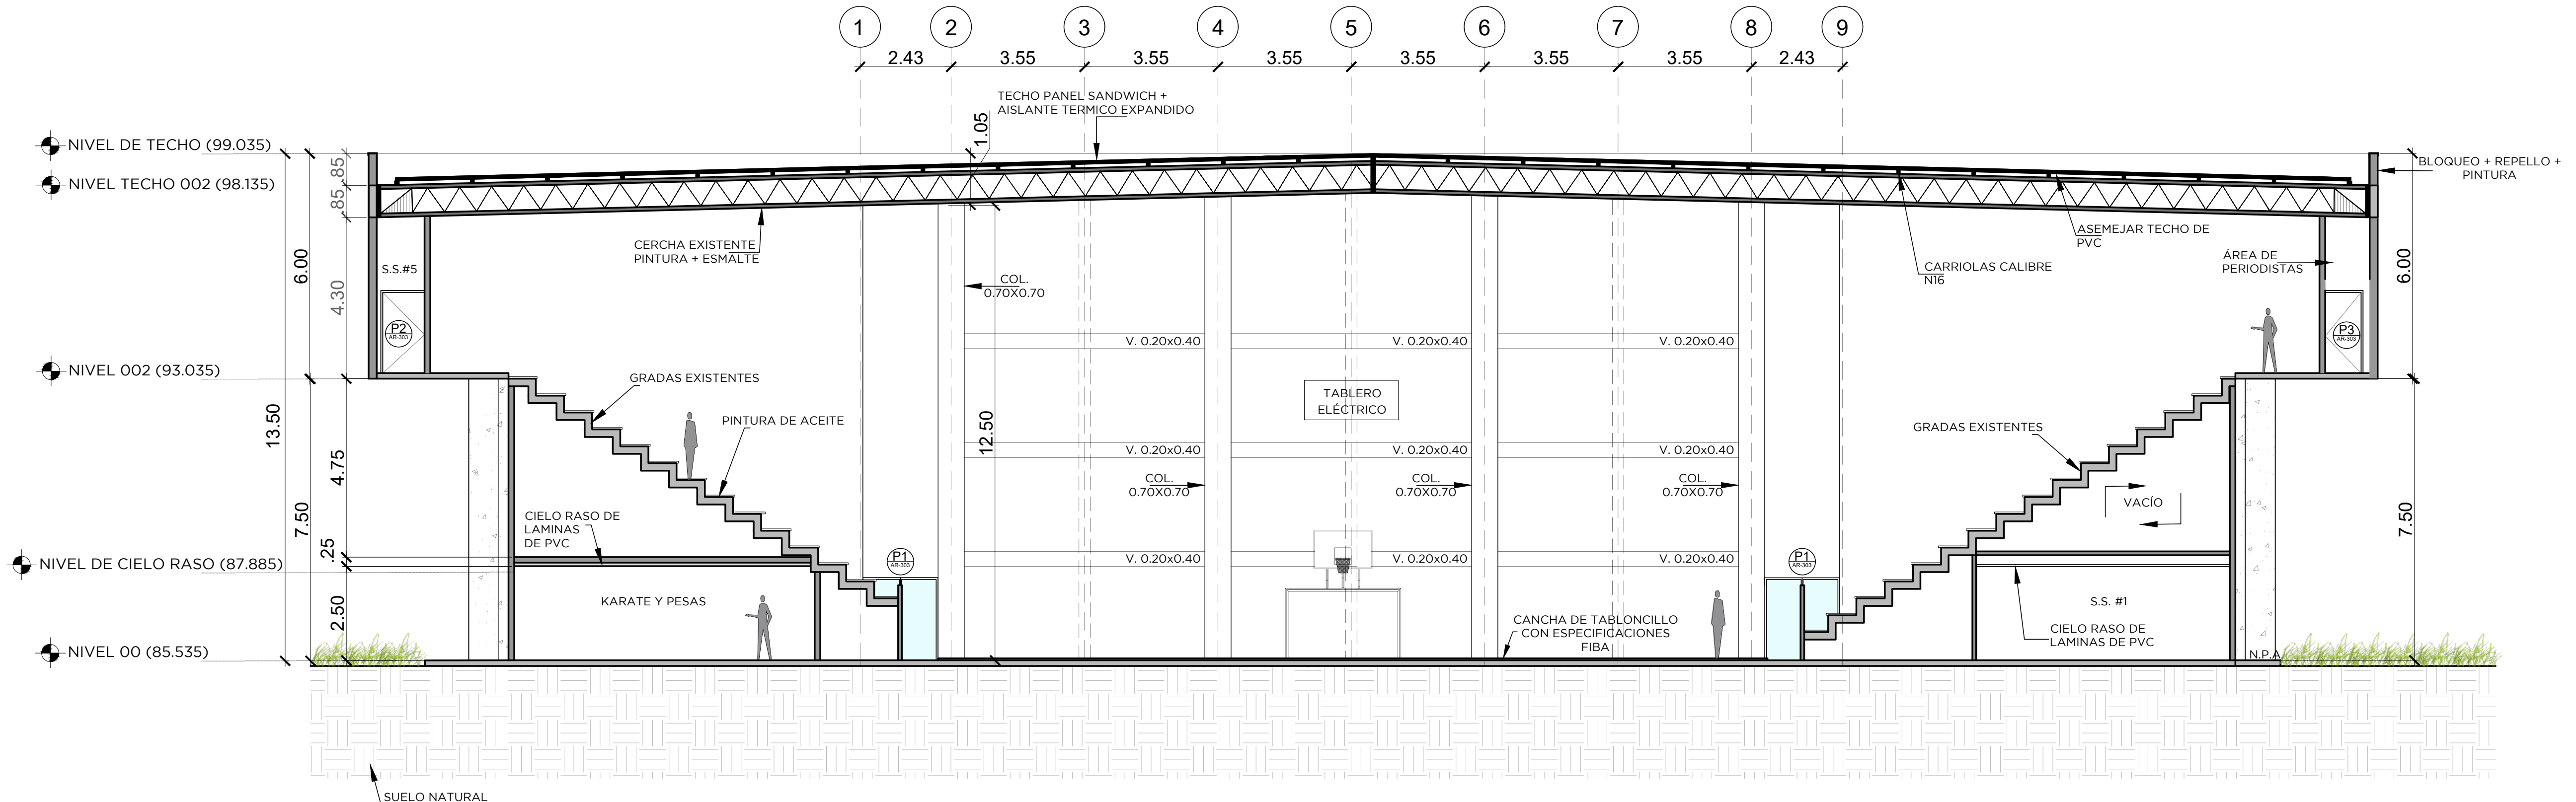 1 2 3 4 5 6 7 8 9
2.43 3.55 3.55 3.55 3.55 3.55 3.55 2.43
TECHO PANEL SANDWICH +
AISLANTE TERMICO EXPANDIDO
1.05
NIVEL DE TECHO (99.035)
NIVEL TECHO 002 (98.135)
.85
.85
BLOQUEO + REPELLO +
PINTURA
CERCHA EXISTENTE
PINTURA + ESMALTE
ASEMEJAR TECHO DE
PVC
CARRIOLAS CALIBRE
N16
ÁREA DE
PERIODISTAS
S.S.#5
6.00
4.30
6.00
COL.
0.70X0.70
P2
AR-303
P3
AR-303
V. 0.20x0.40
V. 0.20x0.40
V. 0.20x0.40
NIVEL 002 (93.035)
GRADAS EXISTENTES
TABLERO
ELÉCTRICO
PINTURA DE ACEITE
GRADAS EXISTENTES
13.50
12.50
4.75
V. 0.20x0.40
V. 0.20x0.40
V. 0.20x0.40
COL.
0.70X0.70
COL.
0.70X0.70
COL.
0.70X0.70
VACÍO
7.50
7.50
CIELO RASO DE
LAMINAS
DE PVC
.25
NIVEL DE CIELO RASO (87.885)
P1
AR-303
V. 0.20x0.40
V. 0.20x0.40
V. 0.20x0.40
P1
AR-303
2.50
KARATE Y PESAS
S.S. #1
CANCHA DE TABLONCILLO
CON ESPECIFICACIONES
FIBA
CIELO RASO DE
LAMINAS DE PVC
NIVEL 00 (85.535)
N.P.A
SUELO NATURAL